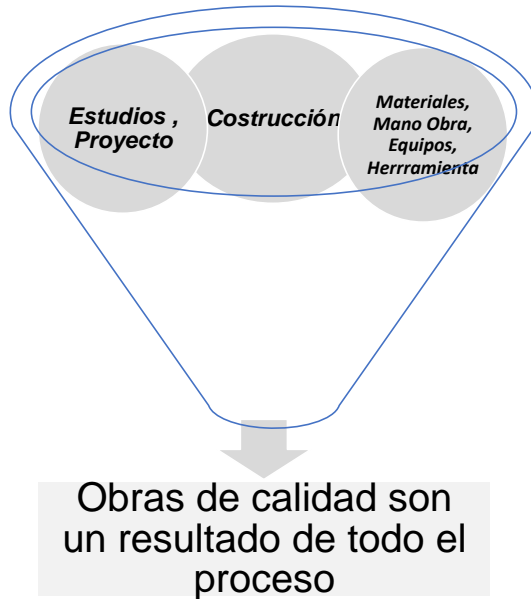 Estudios ,
Proyecto
Costrucción
Materiales,
Mano Obra,
Equipos,
Herrramienta
Obras de calidad son
un resultado de todo el
proceso